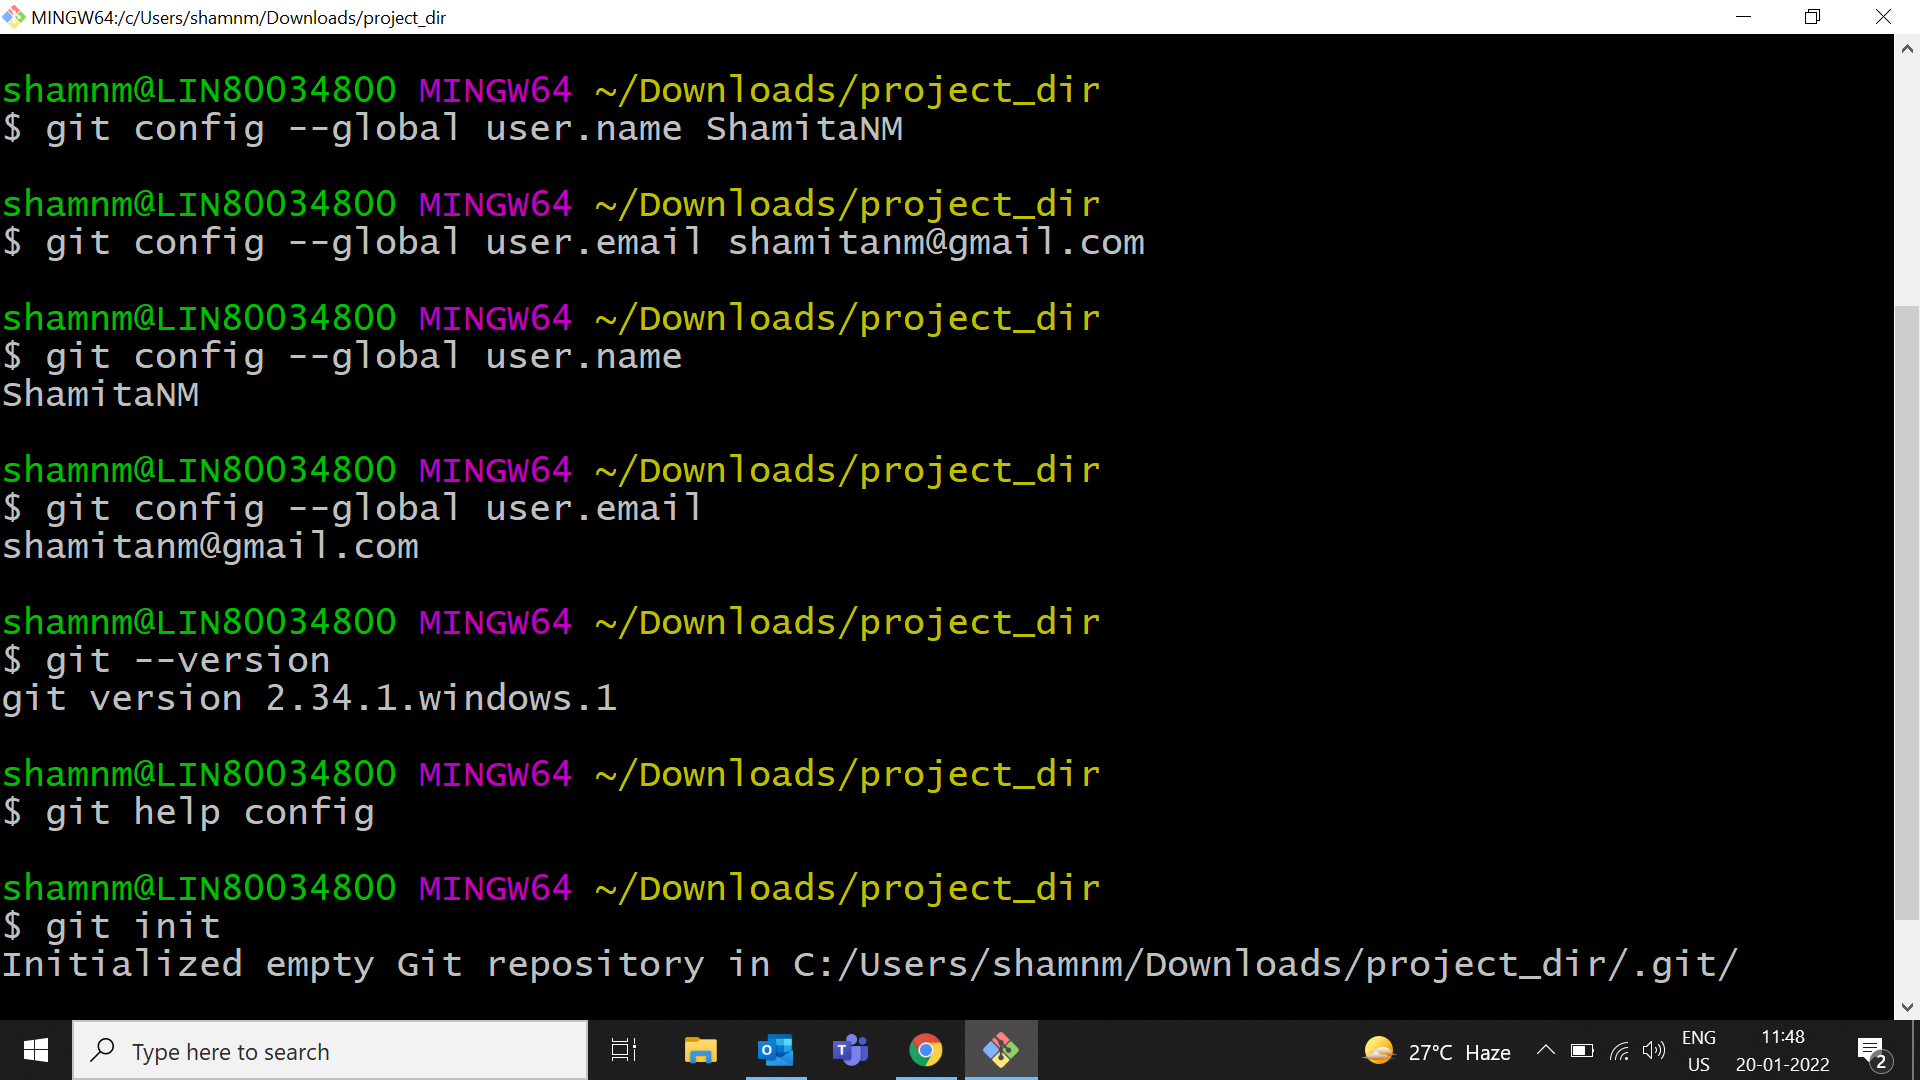 MINGW64:/c/Users/shamnm/Downloads/project_dir
shamnm@LIN80034800 MINGW64 ~/Downloads/project_dir
$ git config --global user.name ShamitaNM
shamnm@LIN80034800 MINGW64 ~/Downloads/project_dir
$ git config --global user.email shamitanm@gmail.com
shamnm@LIN80034800 MINGW64 ~/Downloads/project_dir
$ git config --global user.name
ShamitaNM
shamnm@LIN80034800 MINGW64 ~/Downloads/project_dir
$ git config --global user.email
shamitanm@gmail.com
shamnm@LIN80034800 MINGW64 ~/Downloads/project_dir
$ git --version
git version 2.34.1.windows.1
shamnm@LIN80034800 MINGW64 ~/Downloads/project_dir
$ git help config
shamnm@LIN80034800 MINGW64 ~/Downloads/project_dir
$ git init
Initialized empty Git repository in C:/Users/shamnm/Downloads/project_dir/.git/
Type here to search
27°C Haze
ENG
US
11:48
20-01-2022
2